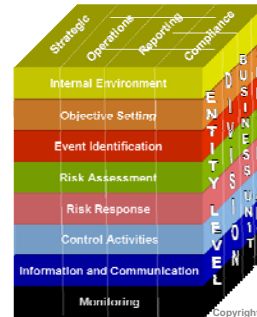 Strategic
Operations
Reporting
Compliance
Internal Environment
Objective Setting
Event Identification
Risk Assessment
Risk Response
Control Activities
Information and Communication
Monitoring
ENTITY LEVEL
DIVISION
BUSINESS UNIT
Copyright